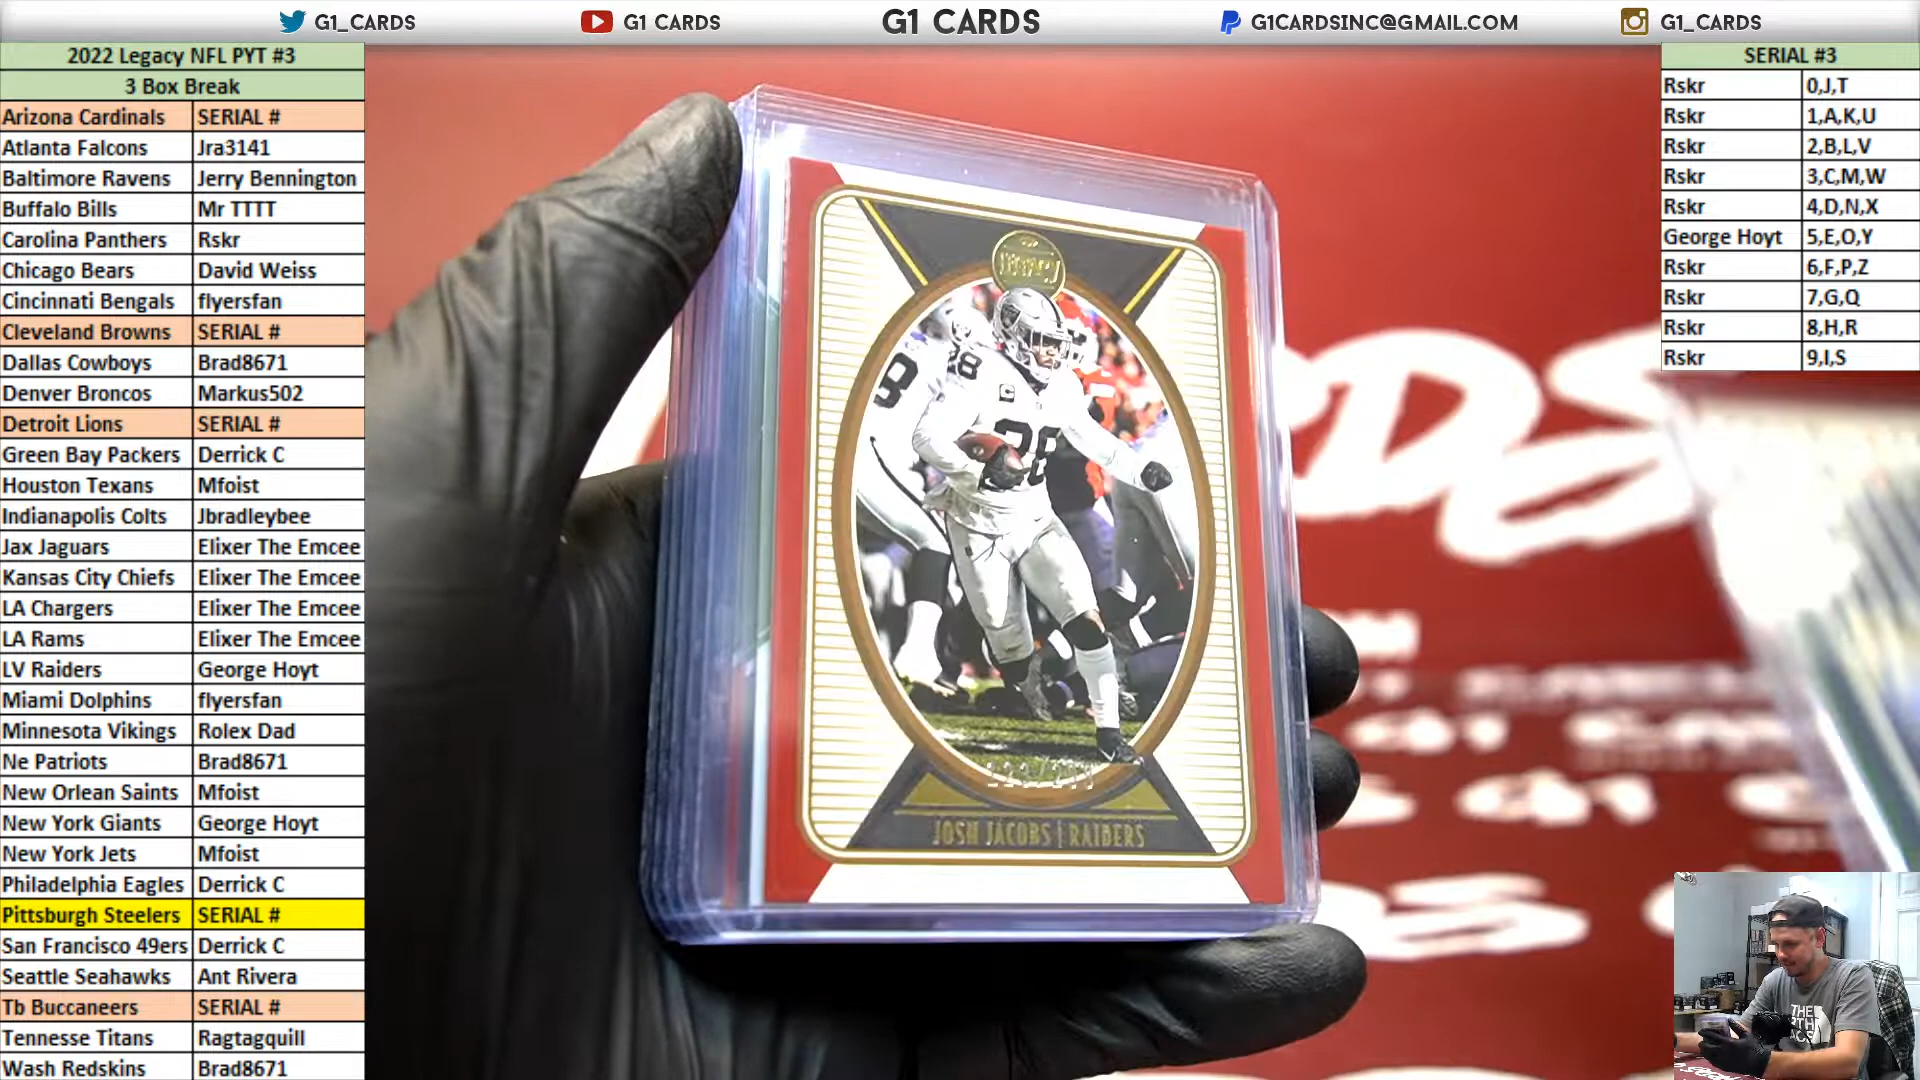 G1_CARDS
G1 CARDS
G1 CARDS
G1CARDSINC@GMAIL.COM
G1_CARDS
2022 Legacy NFL PYT #3
3 Box Break
Arizona Cardinals SERIAL #
Atlanta Falcons Jra3141
Baltimore Ravens Jerry Bennington
Buffalo Bills Mr TTTT
Carolina Panthers Rskr
Chicago Bears David Weiss
Cincinnati Bengals flyersfan
Cleveland Browns SERIAL #
Dallas Cowboys Brad8671
Denver Broncos Markus502
Detroit Lions SERIAL #
Green Bay Packers Derrick C
Houston Texans Mfoist
Indianapolis Colts Jbradleybee
Jax Jaguars Elixer The Emcee
Kansas City Chiefs Elixer The Emcee
LA Chargers Elixer The Emcee
LA Rams Elixer The Emcee
LV Raiders George Hoyt
Miami Dolphins flyersfan
Minnesota Vikings Rolex Dad
Ne Patriots Brad8671
New Orlean Saints Mfoist
New York Giants George Hoyt
New York Jets Mfoist
Philadelphia Eagles Derrick C
Pittsburgh Steelers SERIAL #
San Francisco 49ers Derrick C
Seattle Seahawks Ant Rivera
Tb Buccaneers SERIAL #
Tennesse Titans Ragtagquill
Wash Redskins Brad8671
LEGACY
28
JOSH JACOBS | RAIDERS
SERIAL #3
Rskr 0,J,T
Rskr 1,A,K,U
Rskr 2,B,L,V
Rskr 3,C,M,W
Rskr 4,D,N,X
George Hoyt 5,E,O,Y
Rskr 6,F,P,Z
Rskr 7,G,Q
Rskr 8,H,R
Rskr 9,I,S
THE